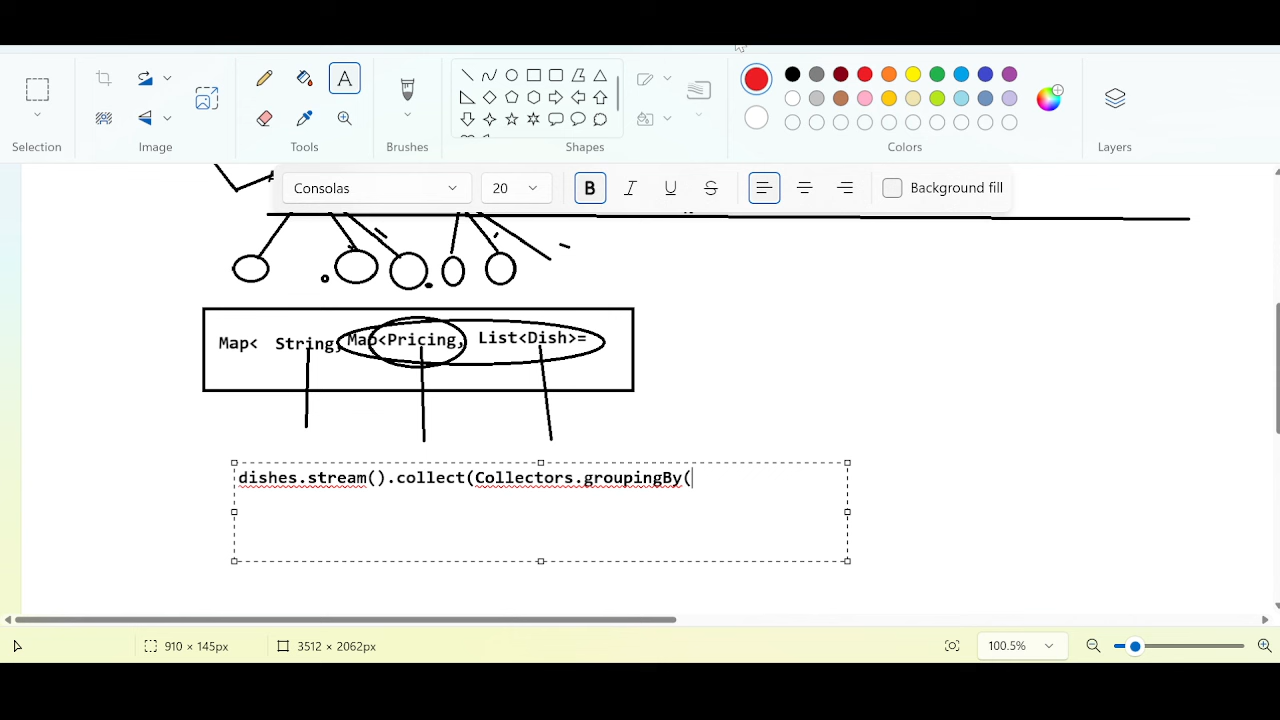 Selection
Image
Tools
Brushes
Shapes
Colors
Layers
Consolas
20
B I U S
Background fill
Map< String, Map<Pricing, List<Dish>=
dishes.stream().collect(Collectors.groupingBy(
910 × 145px
3512 × 2062px
100.5%